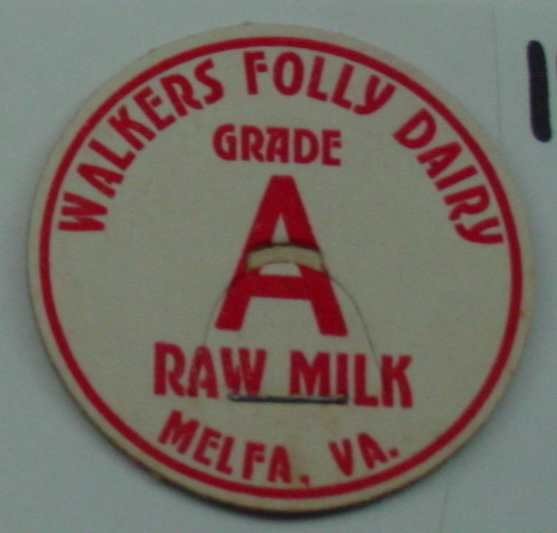 WALKERS FOLLY DAIRY
GRADE
A
RAW MILK
MELFA, VA.